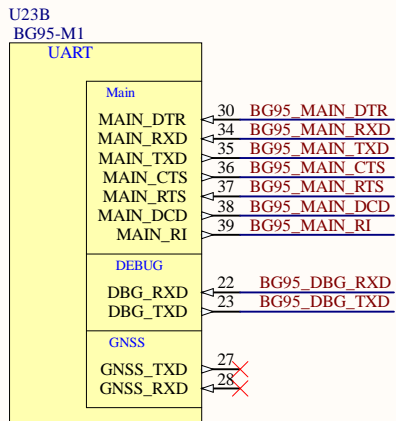 U23B
BG95-M1
UART
Main
MAIN_DTR 30 BG95_MAIN_DTR
MAIN_RXD 34 BG95_MAIN_RXD
MAIN_TXD 35 BG95_MAIN_TXD
MAIN_CTS 36 BG95_MAIN_CTS
MAIN_RTS 37 BG95_MAIN_RTS
MAIN_DCD 38 BG95_MAIN_DCD
MAIN_RI 39 BG95_MAIN_RI
DEBUG
DBG_RXD 22 BG95_DBG_RXD
DBG_TXD 23 BG95_DBG_TXD
GNSS
GNSS_TXD 27
GNSS_RXD 28